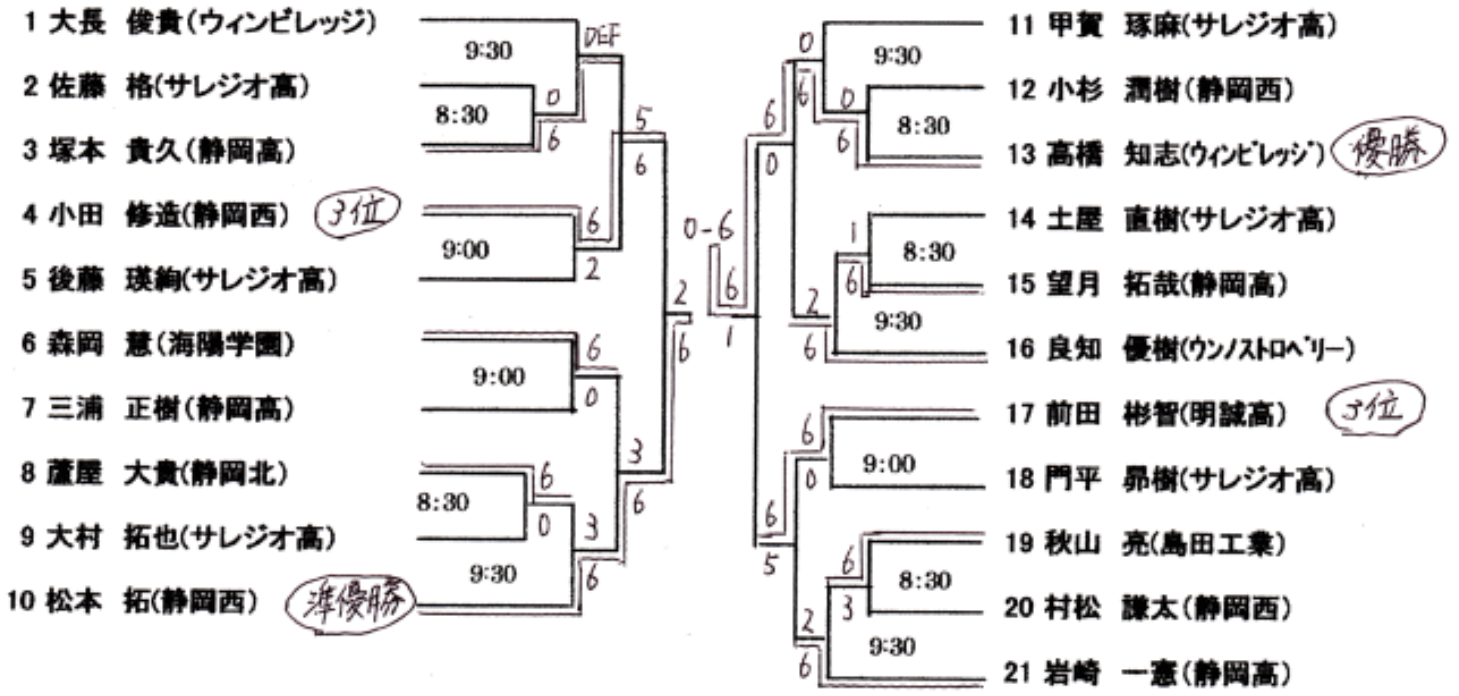 1 大長 俊貴(ウィンビレッジ)
9:30
DEF
2 佐藤 格(サレジオ高)
8:30
0
6
3 塚本 貴久(静岡高)
5
6
4 小田 修造(静岡西) 3位
9:00
6
2
5 後藤 瑛絢(サレジオ高)
2
6
6 森岡 慧(海陽学園)
9:00
6
0
7 三浦 正樹(静岡高)
3
6
8 蘆屋 大貴(静岡北)
8:30
6
0
9 大村 拓也(サレジオ高)
9:30
3
6
10 松本 拓(静岡西) 準優勝
0-6
6
1
11 甲賀 琢麻(サレジオ高)
9:30
0
6
12 小杉 潤樹(静岡西)
8:30
0
6
13 高橋 知志(ウィンビレッジ) 優勝
6
0
14 土屋 直樹(サレジオ高)
8:30
1
6
15 望月 拓哉(静岡高)
9:30
2
6
16 良知 優樹(ウンノストロベリー)
17 前田 彬智(明誠高) 3位
9:00
6
0
18 門平 昴樹(サレジオ高)
6
5
19 秋山 亮(島田工業)
8:30
6
3
20 村松 謙太(静岡西)
9:30
2
6
21 岩崎 一憲(静岡高)